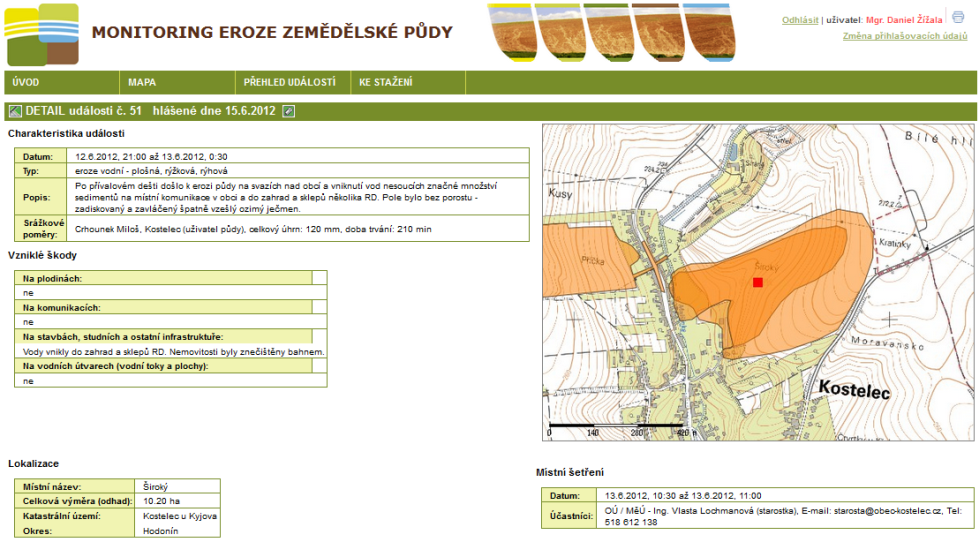 MONITORING EROZE ZEMĚDĚLSKÉ PŮDY
Odhlásit | uživatel: Mgr. Daniel Žížala
Změna přihlašovacích údajů
ÚVOD MAPA PŘEHLED UDÁLOSTÍ KE STAŽENÍ
DETAIL události č. 51 hlášené dne 15.6.2012
Charakteristika události
Datum: 12.6.2012, 21:00 až 13.6.2012, 0:30
Typ: eroze vodní - plošná, rýžková, rýhová
Popis: Po přívalovém dešti došlo k erozi půdy na svazích nad obcí a vniknutí vod nesoucích značné množství
sedimentů na místní komunikace v obci a do zahrad a sklepů několika RD. Pole bylo bez porostu -
zadiskovaný a zavláčený špatně vzešlý ozimý ječmen.
Srážkové poměry: Crhounek Miloš, Kostelec (uživatel půdy), celkový úhrn: 120 mm, doba trvání: 210 min
Vzniklé škody
Na plodinách:
ne
Na komunikacích:
ne
Na stavbách, studních a ostatní infrastruktuře:
Vody vnikly do zahrad a sklepů RD. Nemovitosti byly znečištěny bahnem.
Na vodních útvarech (vodní toky a plochy):
ne
Bílé hli
Kusy
Kratinky
Příčka
Široký
Moravansko
Kostelec
0 140 280 420 m
Lokalizace
Místní název: Široký
Celková výměra (odhad): 10.20 ha
Katastrální území: Kostelec u Kyjova
Okres: Hodonín
Místní šetření
Datum: 13.6.2012, 10:30 až 13.6.2012, 11:00
Účastníci: OÚ / MěÚ - Ing. Vlasta Lochmanová (starostka), E-mail: starosta@obec-kostelec.cz, Tel:
518 612 138